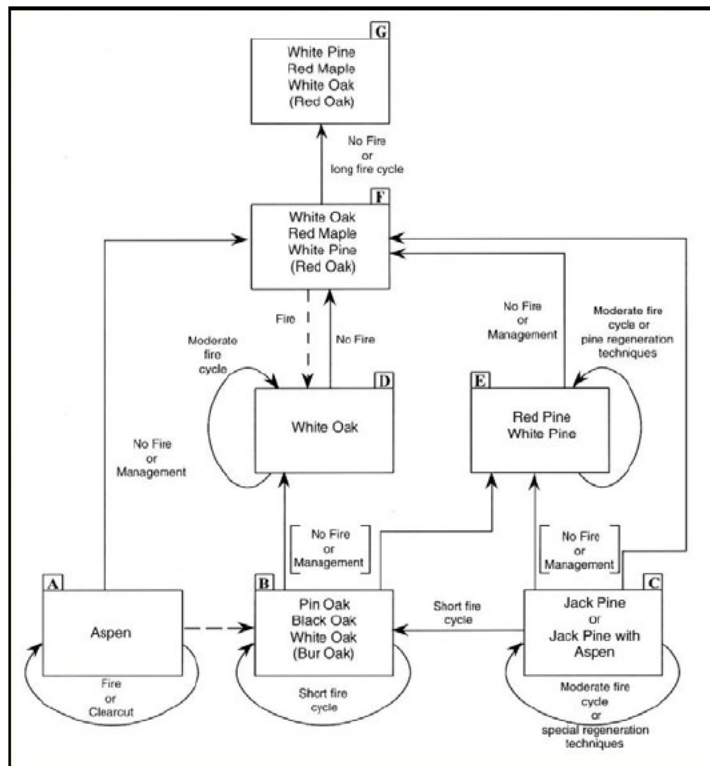 G
White Pine
Red Maple
White Oak
(Red Oak)
No Fire
or
long fire cycle
F
White Oak
Red Maple
White Pine
(Red Oak)
Fire
No Fire
No Fire
or
Management
Moderate fire
cycle or
pine regeneration
techniques
Moderate
fire
cycle
D
White Oak
E
Red Pine
White Pine
No Fire
or
Management
No Fire
or
Management
No Fire
or
Management
A
Aspen
B
Pin Oak
Black Oak
White Oak
(Bur Oak)
Short fire
cycle
C
Jack Pine
or
Jack Pine with
Aspen
Fire
or
Clearcut
Short fire
cycle
Moderate fire
cycle
or
special regeneration
techniques